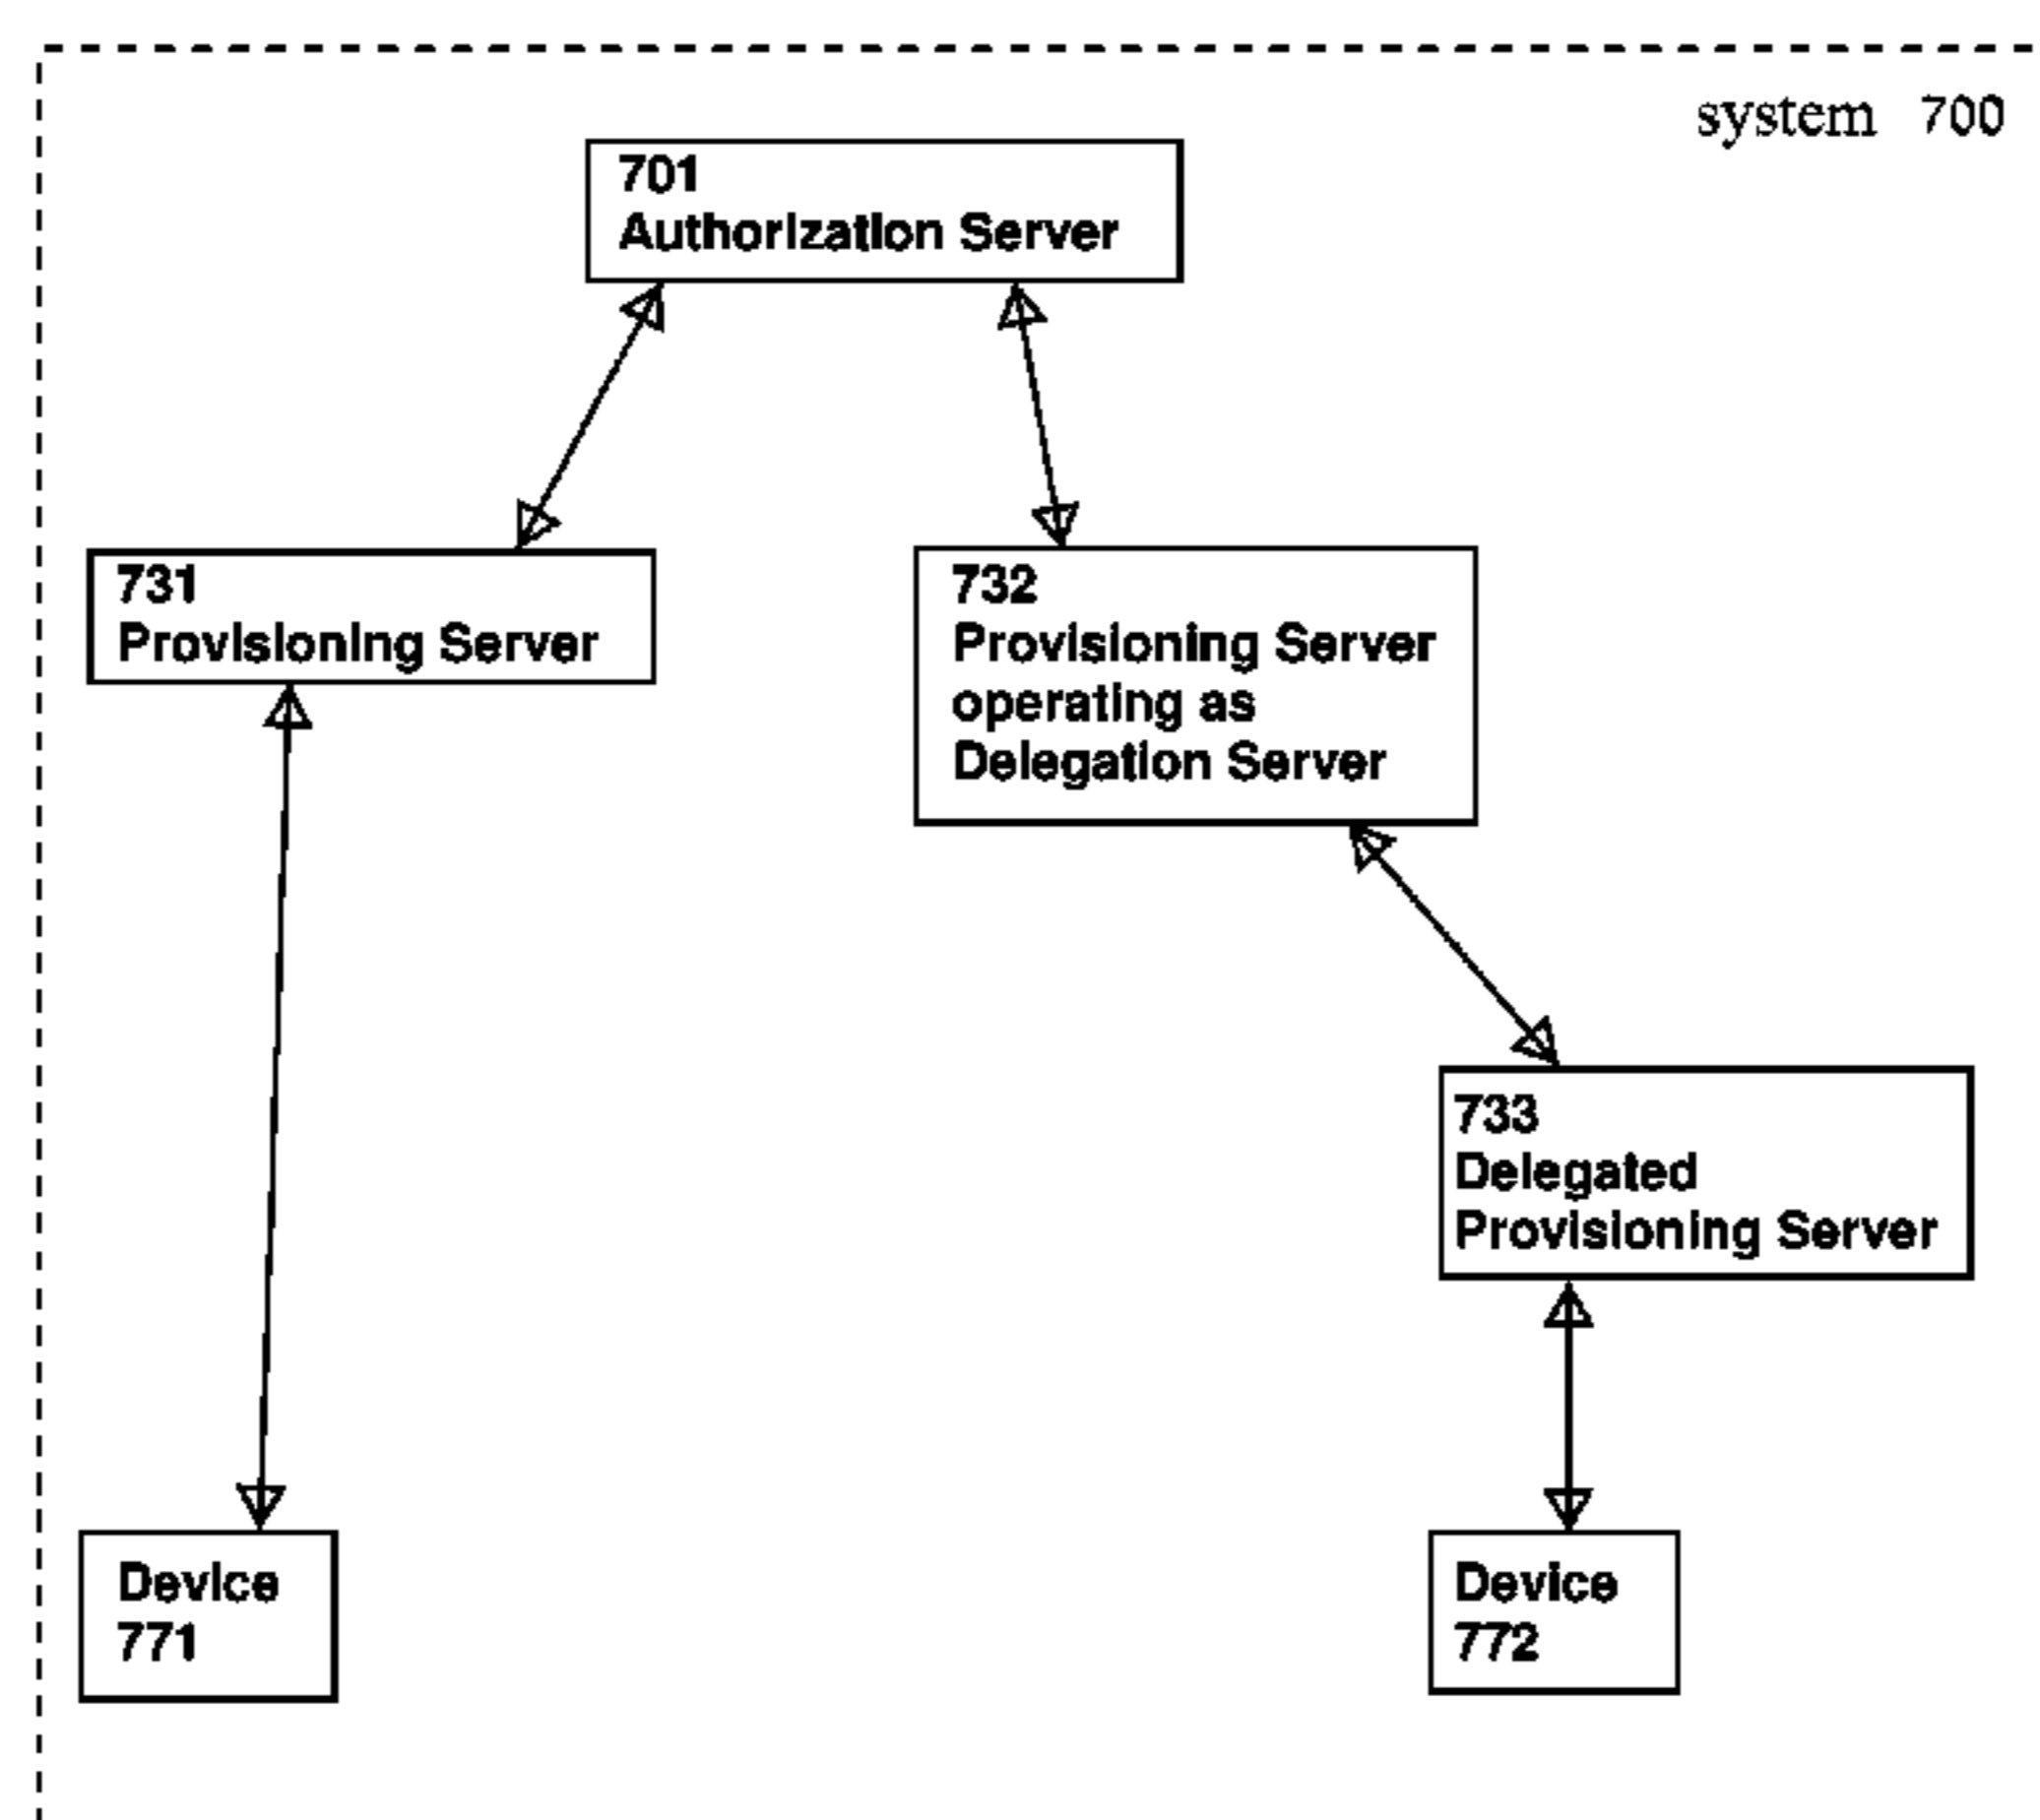 system 700
701
Authorization Server
731
Provisioning Server
732
Provisioning Server
operating as
Delegation Server
733
Delegated
Provisioning Server
Device
771
Device
772